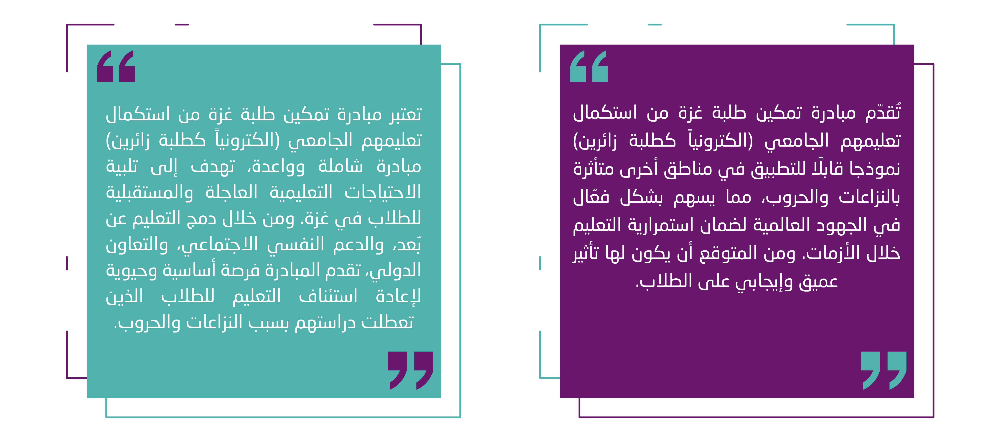 تُقدّم مبادرة تمكين طلبة غزة من استكمال
تعليمهم الجامعي (الكترونياً كطلبة زائرين)
نموذجا قابلًا للتطبيق في مناطق أخرى متأثرة
بالنزاعات والحروب، مما يسهم بشكل فعّال
في الجهود العالمية لضمان استمرارية التعليم
خلال الأزمات. ومن المتوقع أن يكون لها تأثير
عميق وإيجابي على الطلاب.
تعتبر مبادرة تمكين طلبة غزة من استكمال
تعليمهم الجامعي (الكترونياً كطلبة زائرين)
مبادرة شاملة وواعدة، تهدف إلى تلبية
الاحتياجات التعليمية العاجلة والمستقبلية
للطلاب في غزة. ومن خلال دمج التعليم عن
بُعد، والدعم النفسي الاجتماعي، والتعاون
الدولي، تقدم المبادرة فرصة أساسية وحيوية
لإعادة استئناف التعليم للطلاب الذين
تعطلت دراستهم بسبب النزاعات والحروب.